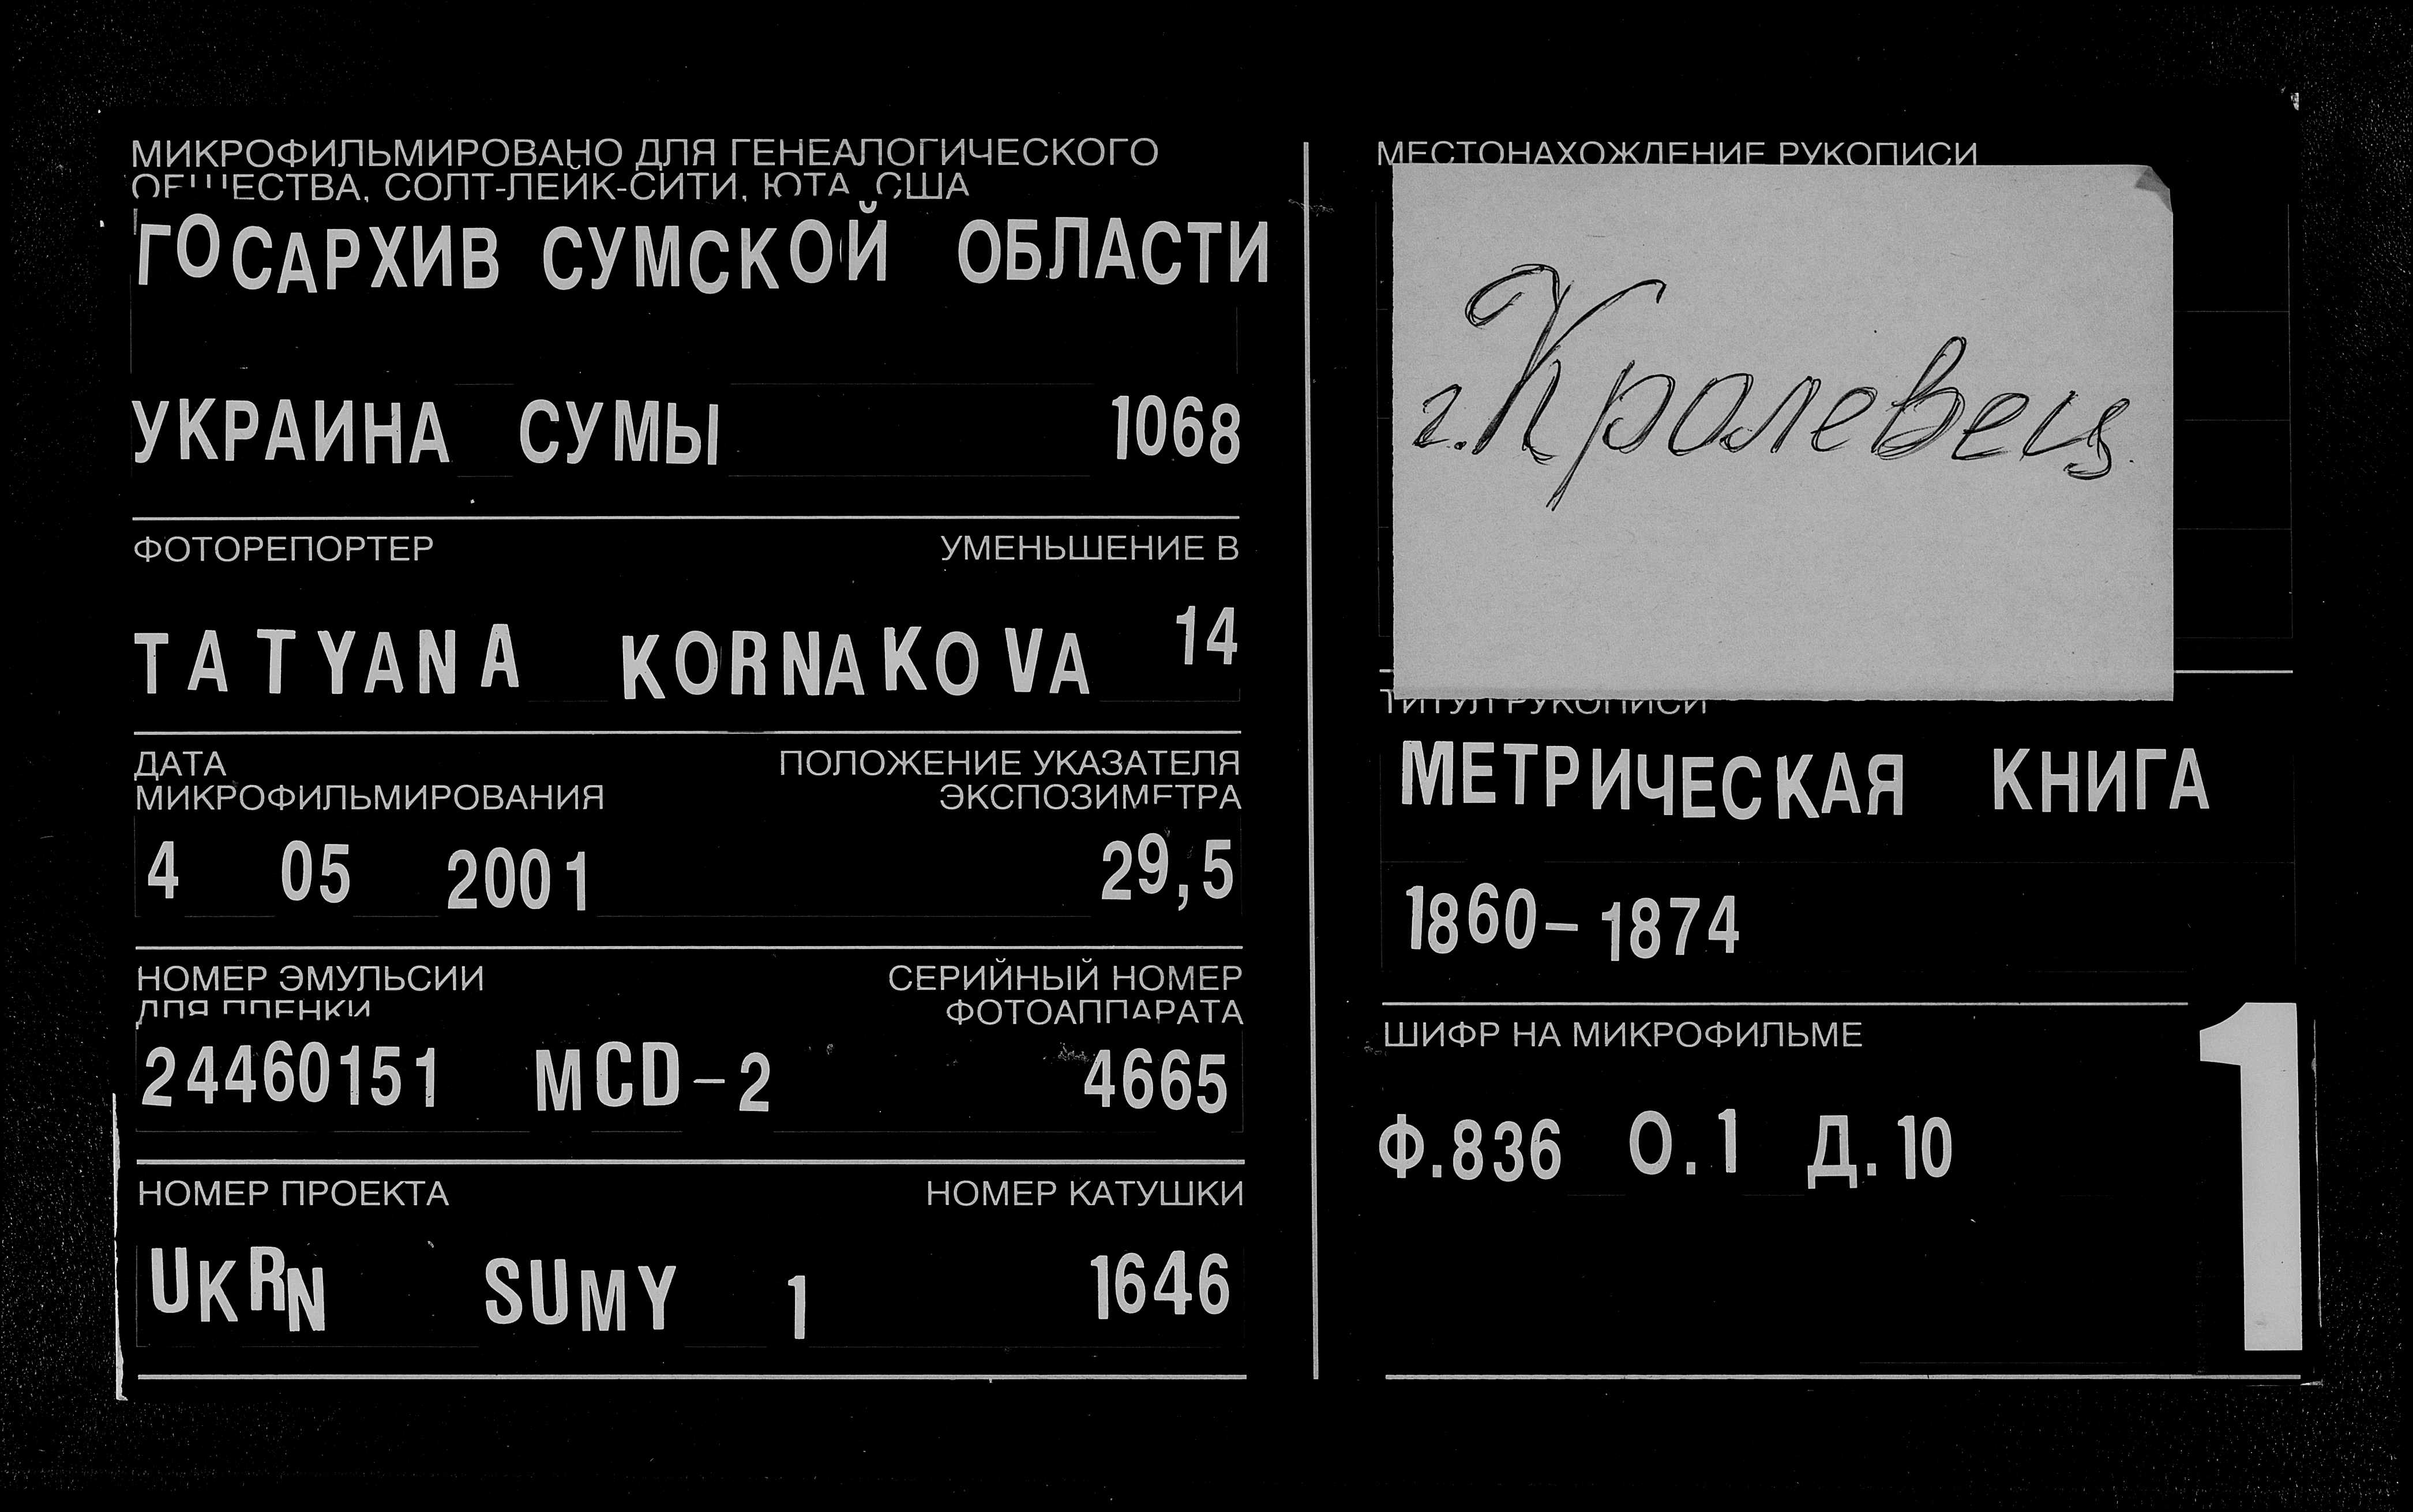 МИКРОФИЛЬМИРОВАНО ДЛЯ ГЕНЕАЛОГИЧЕСКОГО
ОБЩЕСТВА, СОЛТ-ЛЕЙК-СИТИ, ЮТА, США
ГОСАРХИВ СУМСКОЙ ОБЛАСТИ
УКРАИНА СУМЫ 1068
ФОТОРЕПОРТЕР УМЕНЬШЕНИЕ В
TATYANA KORNAKOVA 14
ДАТА ПОЛОЖЕНИЕ УКАЗАТЕЛЯ
МИКРОФИЛЬМИРОВАНИЯ ЭКСПОЗИМЕТРА
4 05 2001 29,5
НОМЕР ЭМУЛЬСИИ СЕРИЙНЫЙ НОМЕР
ДЛЯ ПЛЕНКИ ФОТОАППАРАТА
24460151 MCD-2 4665
НОМЕР ПРОЕКТА НОМЕР КАТУШКИ
UKRN SUMY 1 1646
МЕСТОНАХОЖДЕНИЕ РУКОПИСИ
г. Кролевец
ТИТУЛ РУКОПИСИ
МЕТРИЧЕСКАЯ КНИГА
1860-1874
ШИФР НА МИКРОФИЛЬМЕ
Ф.836 О.1 Д.10
1